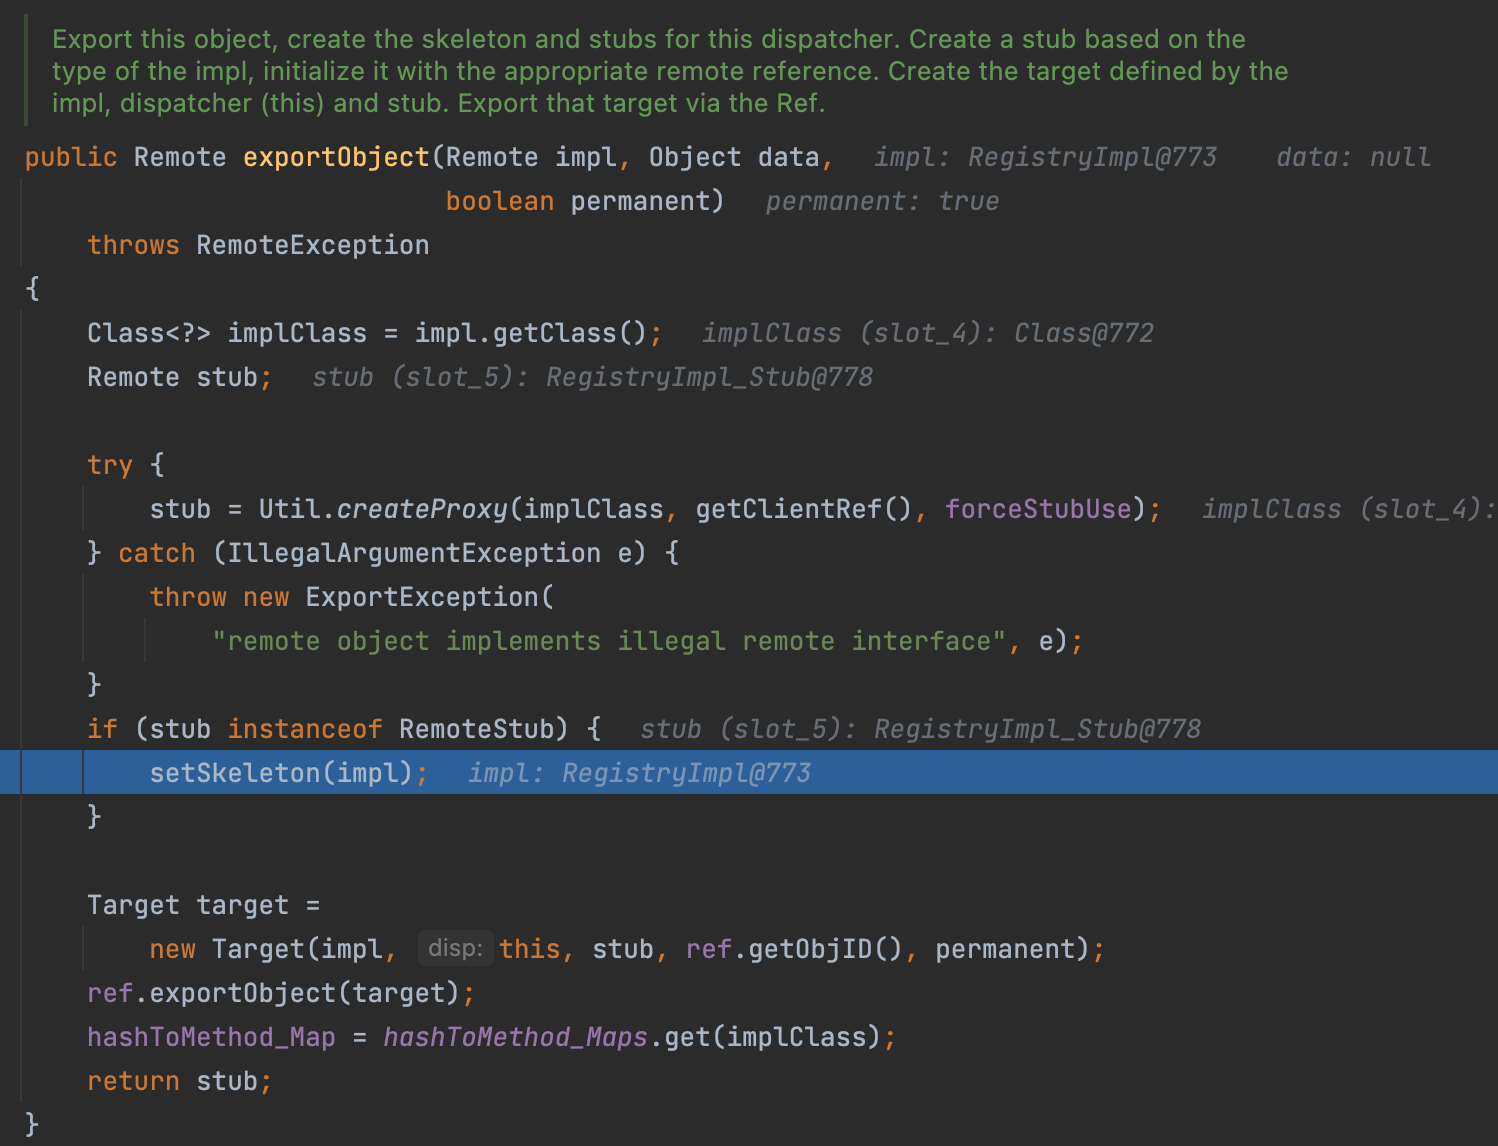 Export this object, create the skeleton and stubs for this dispatcher. Create a stub based on the
type of the impl, initialize it with the appropriate remote reference. Create the target defined by the
impl, dispatcher (this) and stub. Export that target via the Ref.
public Remote exportObject(Remote impl, Object data,   impl: RegistryImpl@773    data: null
                           boolean permanent)   permanent: true
    throws RemoteException
{
    Class<?> implClass = impl.getClass();   implClass (slot_4): Class@772
    Remote stub;   stub (slot_5): RegistryImpl_Stub@778

    try {
        stub = Util.createProxy(implClass, getClientRef(), forceStubUse);   implClass (slot_4):
    } catch (IllegalArgumentException e) {
        throw new ExportException(
            "remote object implements illegal remote interface", e);
    }
    if (stub instanceof RemoteStub) {   stub (slot_5): RegistryImpl_Stub@778
        setSkeleton(impl);   impl: RegistryImpl@773
    }

    Target target =
        new Target(impl, disp: this, stub, ref.getObjID(), permanent);
    ref.exportObject(target);
    hashToMethod_Map = hashToMethod_Maps.get(implClass);
    return stub;
}